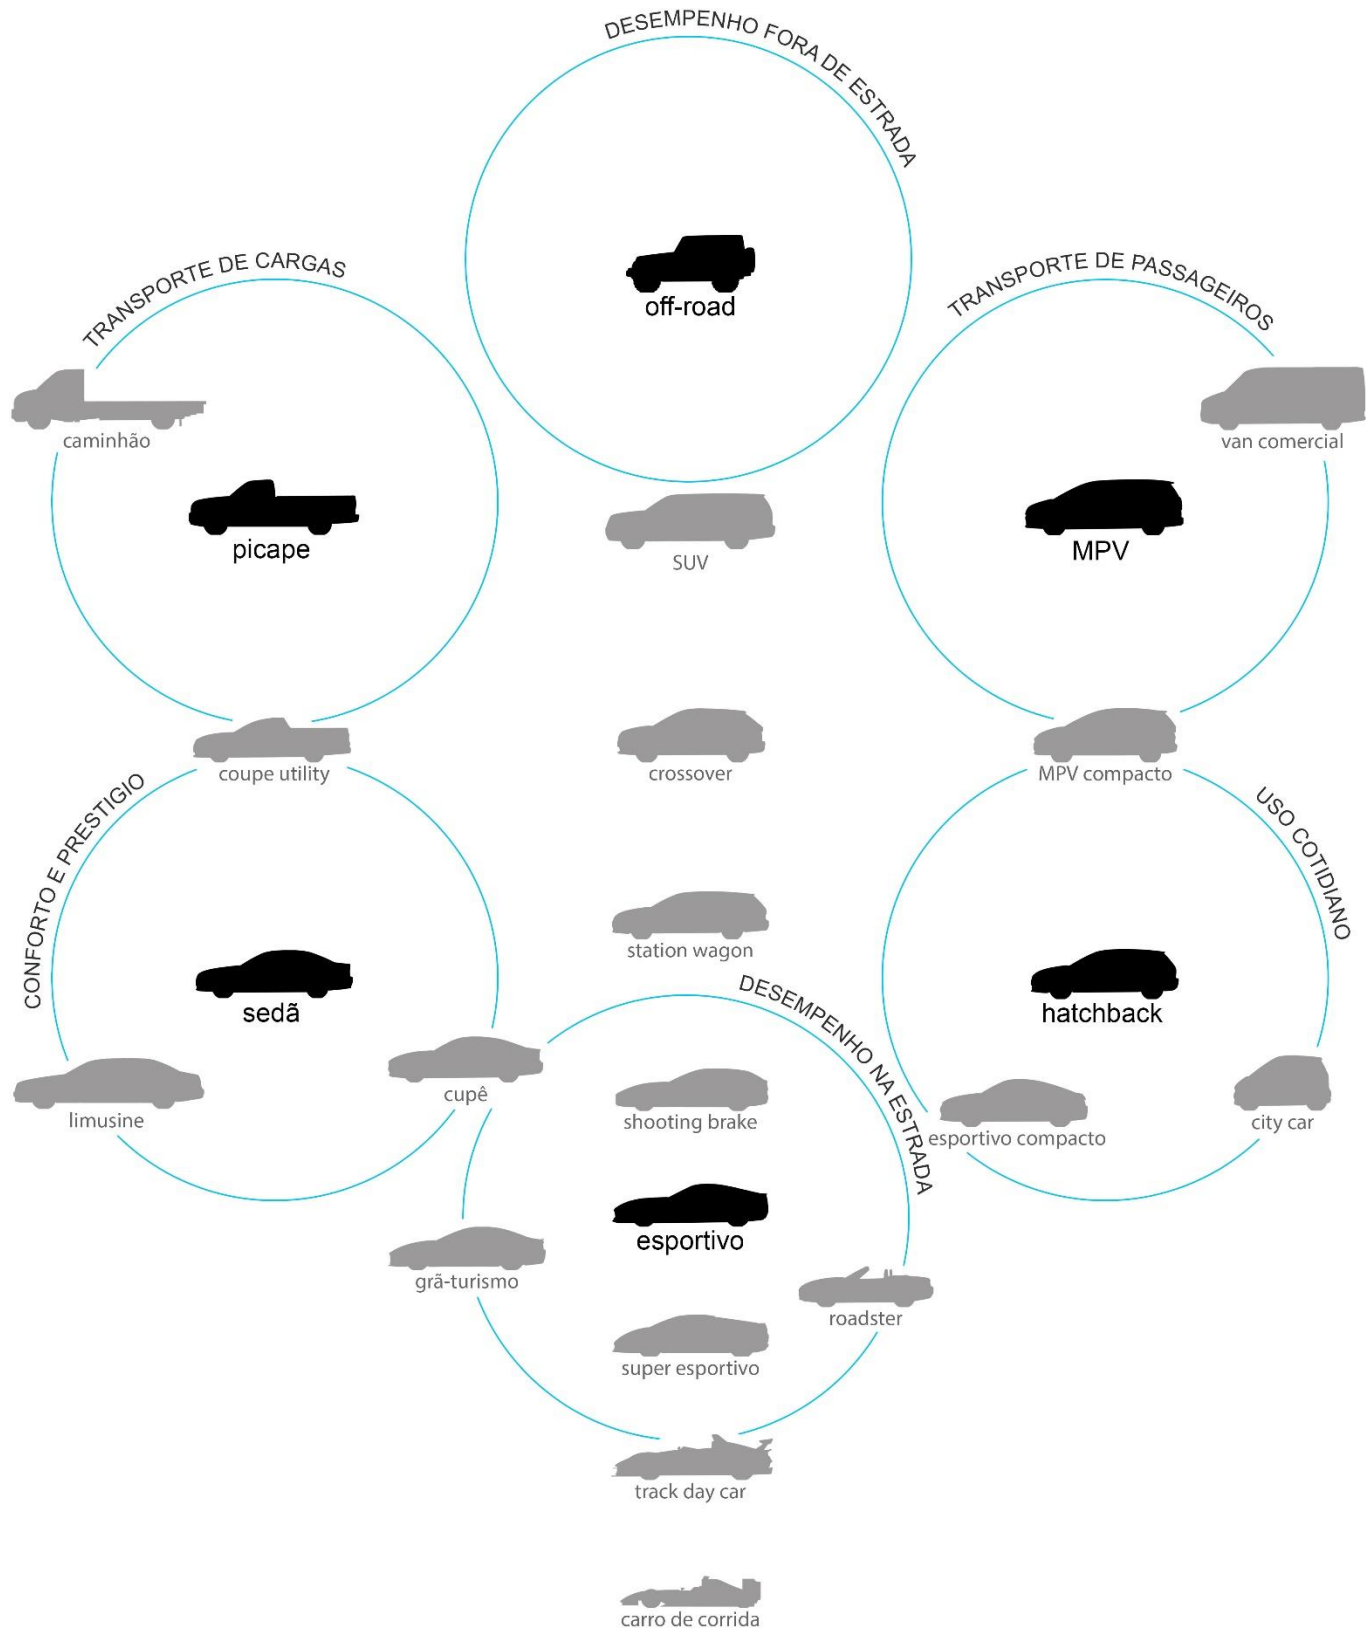 DESEMPENHO FORA DE ESTRADA
off-road
TRANSPORTE DE CARGAS
TRANSPORTE DE PASSAGEIROS
caminhão
van comercial
picape
SUV
MPV
coupe utility
crossover
MPV compacto
CONFORTO E PRESTIGIO
USO COTIDIANO
station wagon
sedã
DESEMPENHO NA ESTRADA
hatchback
limusine
cupê
shooting brake
esportivo compacto
city car
esportivo
grã-turismo
roadster
super esportivo
track day car
carro de corrida